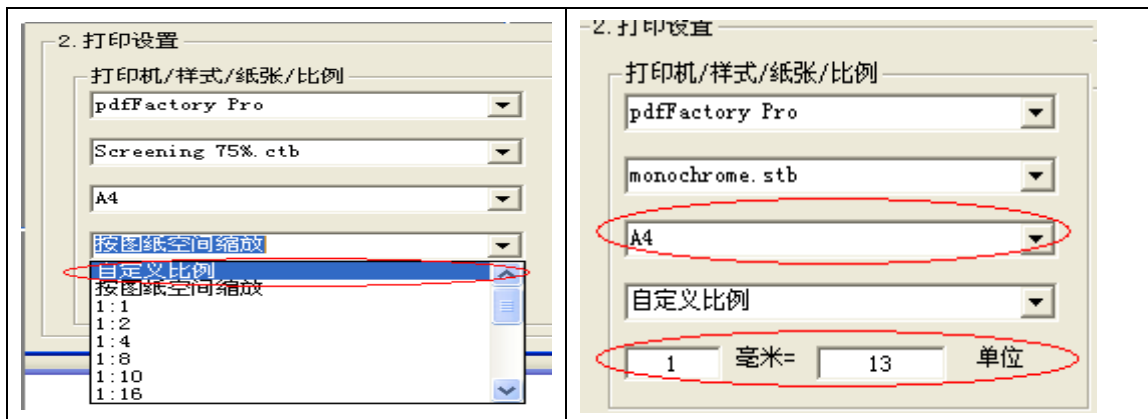 2. 打印设置
打印机/样式/纸张/比例
pdfFactory Pro
Screening 75%.ctb
A4
按图纸空间缩放
自定义比例
按图纸空间缩放
1:1
1:2
1:4
1:8
1:10
1:16
2. 打印设置
打印机/样式/纸张/比例
pdfFactory Pro
monochrome.stb
A4
自定义比例
1 毫米= 13 单位